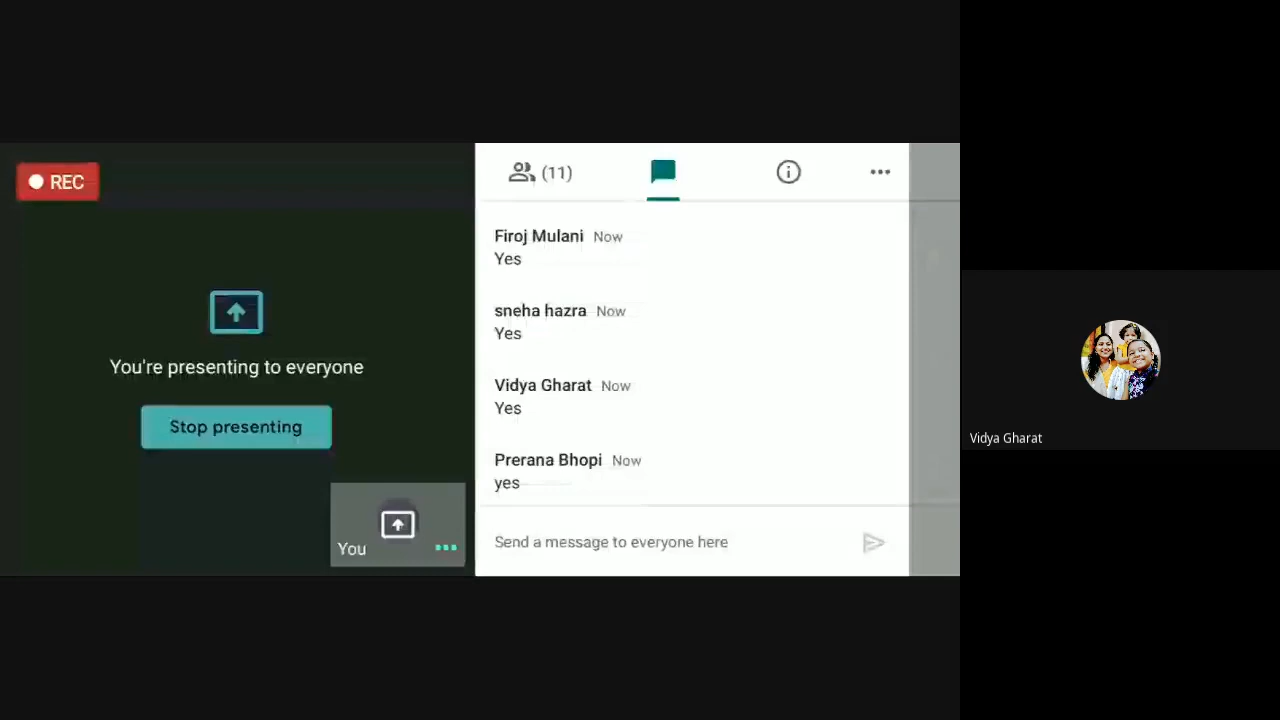 REC
You're presenting to everyone
Stop presenting
You
(11)
Firoj Mulani Now
Yes
sneha hazra Now
Yes
Vidya Gharat Now
Yes
Prerana Bhopi Now
yes
Send a message to everyone here
Vidya Gharat